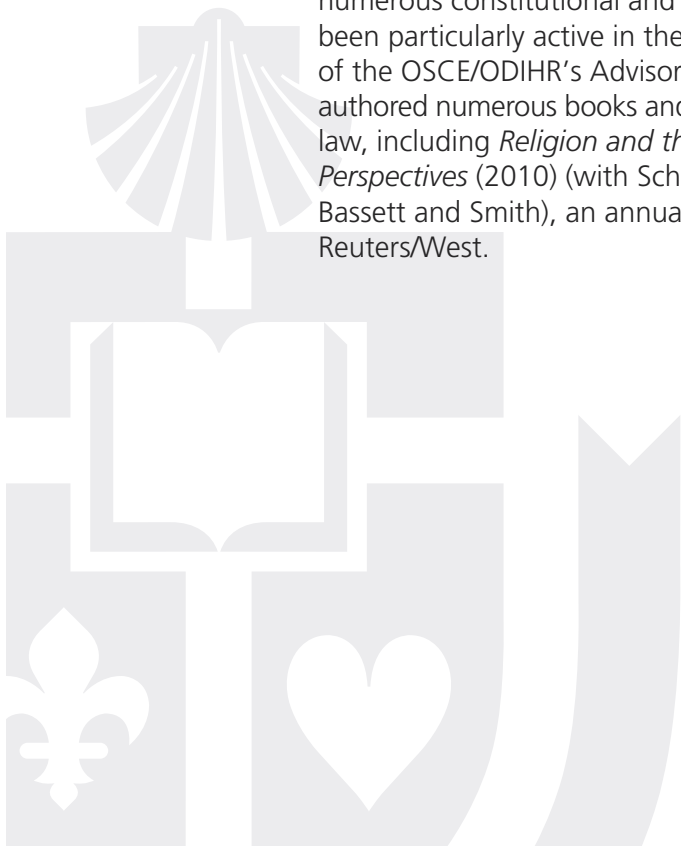 numerous constitutional and
been particularly active in the
of the OSCE/ODIHR's Advisor
authored numerous books and
law, including Religion and th
Perspectives (2010) (with Sch
Bassett and Smith), an annua
Reuters/West.